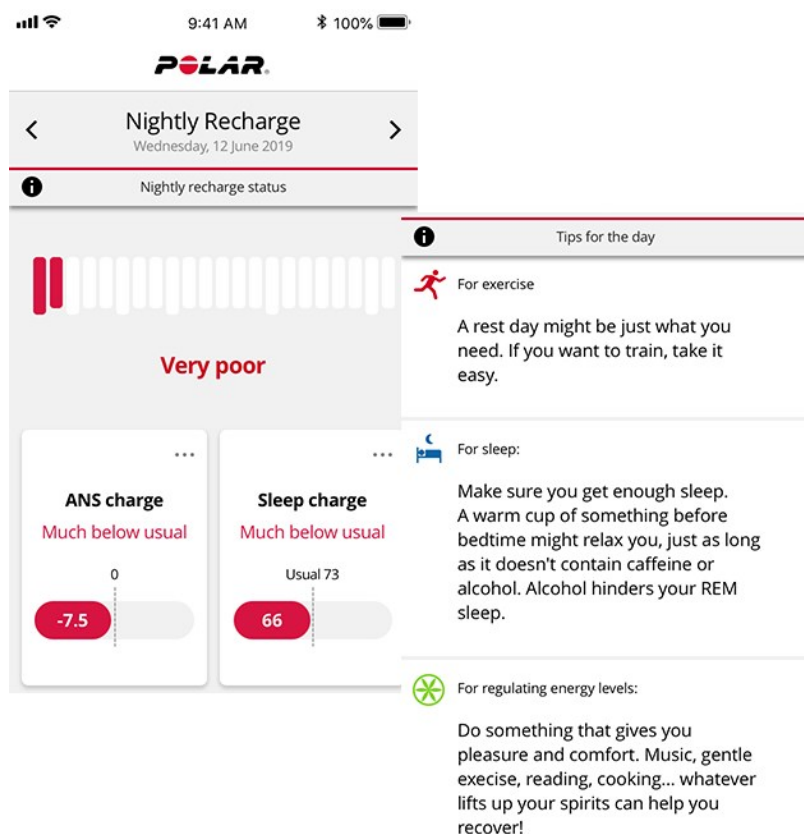 9:41 AM
100%
POLAR
Nightly Recharge
Wednesday, 12 June 2019
Nightly recharge status
Very poor
ANS charge
Much below usual
0
-7.5
Sleep charge
Much below usual
Usual 73
66
Tips for the day
For exercise
A rest day might be just what you
need. If you want to train, take it
easy.
For sleep:
Make sure you get enough sleep.
A warm cup of something before
bedtime might relax you, just as long
as it doesn't contain caffeine or
alcohol. Alcohol hinders your REM
sleep.
For regulating energy levels:
Do something that gives you
pleasure and comfort. Music, gentle
execise, reading, cooking... whatever
lifts up your spirits can help you
recover!